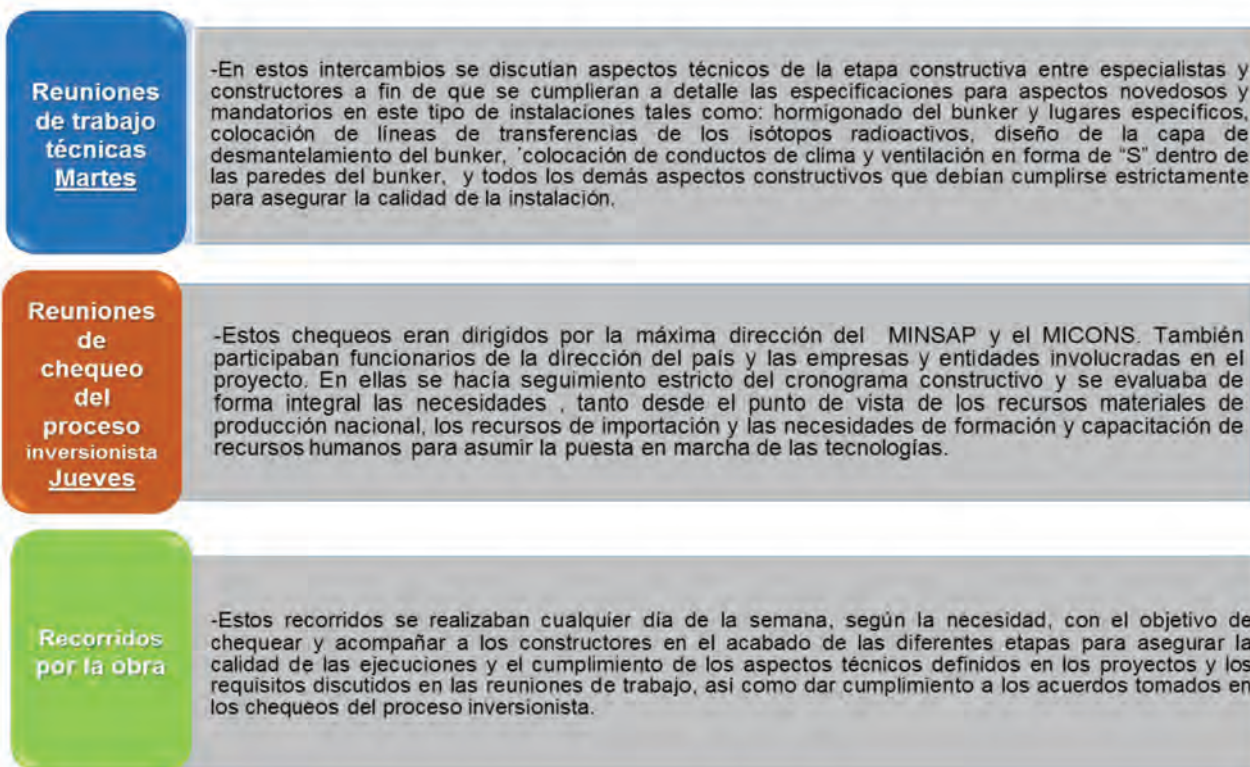 Reuniones
de trabajo
técnicas
Martes
-En estos intercambios se discutían aspectos técnicos de la etapa constructiva entre especialistas y
constructores a fin de que se cumplieran a detalle las especificaciones para aspectos novedosos y
mandatorios en este tipo de instalaciones tales como: hormigonado del bunker y lugares específicos,
colocación de líneas de transferencias de los isótopos radioactivos, diseño de la capa de
desmantelamiento del bunker, ´colocación de conductos de clima y ventilación en forma de "S" dentro de
las paredes del bunker, y todos los demás aspectos constructivos que debían cumplirse estrictamente
para asegurar la calidad de la instalación.
Reuniones
de
chequeo
del
proceso
inversionista
Jueves
-Estos chequeos eran dirigidos por la máxima dirección del MINSAP y el MICONS. También
participaban funcionarios de la dirección del país y las empresas y entidades involucradas en el
proyecto. En ellas se hacía seguimiento estricto del cronograma constructivo y se evaluaba de
forma integral las necesidades , tanto desde el punto de vista de los recursos materiales de
producción nacional, los recursos de importación y las necesidades de formación y capacitación de
recursos humanos para asumir la puesta en marcha de las tecnologías.
Recorridos
por la obra
-Estos recorridos se realizaban cualquier día de la semana, según la necesidad, con el objetivo de
chequear y acompañar a los constructores en el acabado de las diferentes etapas para asegurar la
calidad de las ejecuciones y el cumplimiento de los aspectos técnicos definidos en los proyectos y los
requisitos discutidos en las reuniones de trabajo, así como dar cumplimiento a los acuerdos tomados en
los chequeos del proceso inversionista.